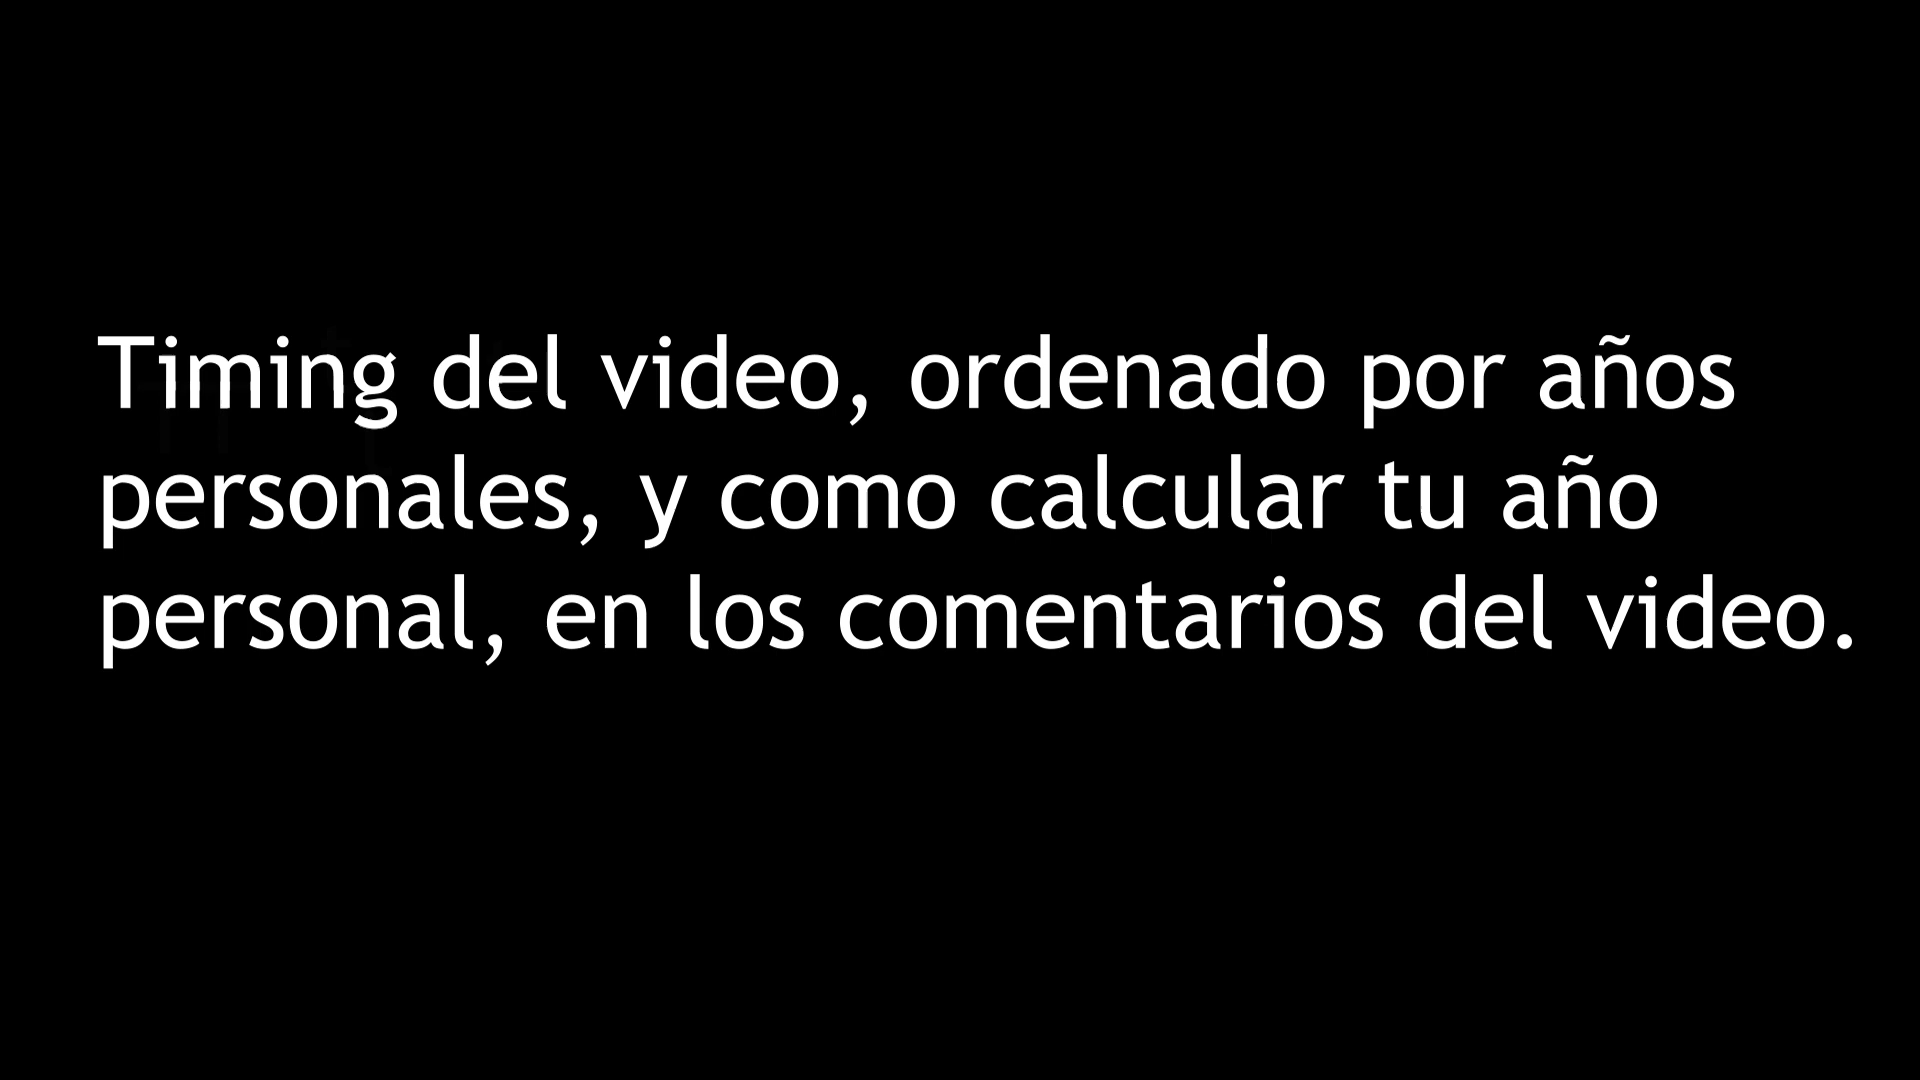 Timing del video, ordenado por años
personales, y como calcular tu año
personal, en los comentarios del video.